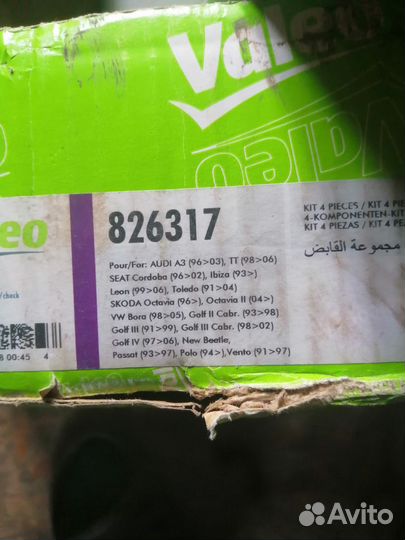 Valeo
Valeo
eo
826317
KIT 4 PIECES / KIT 4 PIE
4-KOMPONENTEN-KIT
KIT 4 PIEZAS / KIT 4 PE
مجموعة القابض
Pour/For: AUDI A3 (96>03), TT (98>06)
SEAT Cordoba (96>02), Ibiza (93>)
Leon (99>06), Toledo (91>04)
SKODA Octavia (96>), Octavia II (04>)
VW Bora (98>05), Golf II Cabr. (93>98)
Golf III (91>99), Golf III Cabr. (98>02)
Golf IV (97>06), New Beetle,
Passat (93>97), Polo (94>),Vento (91>97)
/check
8 00:45 4
Avito